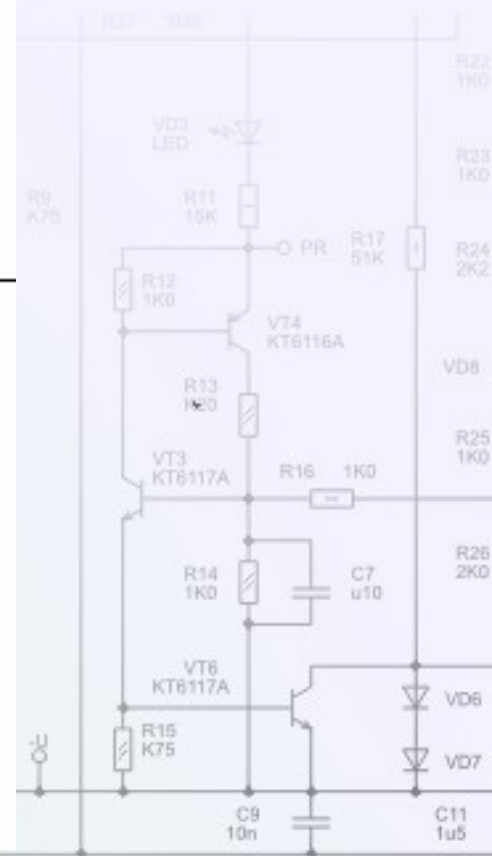 R27 3M0
R22
1K0
VD3
LED
R23
1K0
R9
K75
R11
15K
PR
R17
51K
R24
2K2
R12
1K0
VT4
KT6116A
VD8
R13
R25
1K0
VT3
KT6117A
R16 1K0
R26
2K0
R14
1K0
C7
u10
VT6
KT6117A
VD6
R15
K75
-U
VD7
C9
10n
C11
1u5